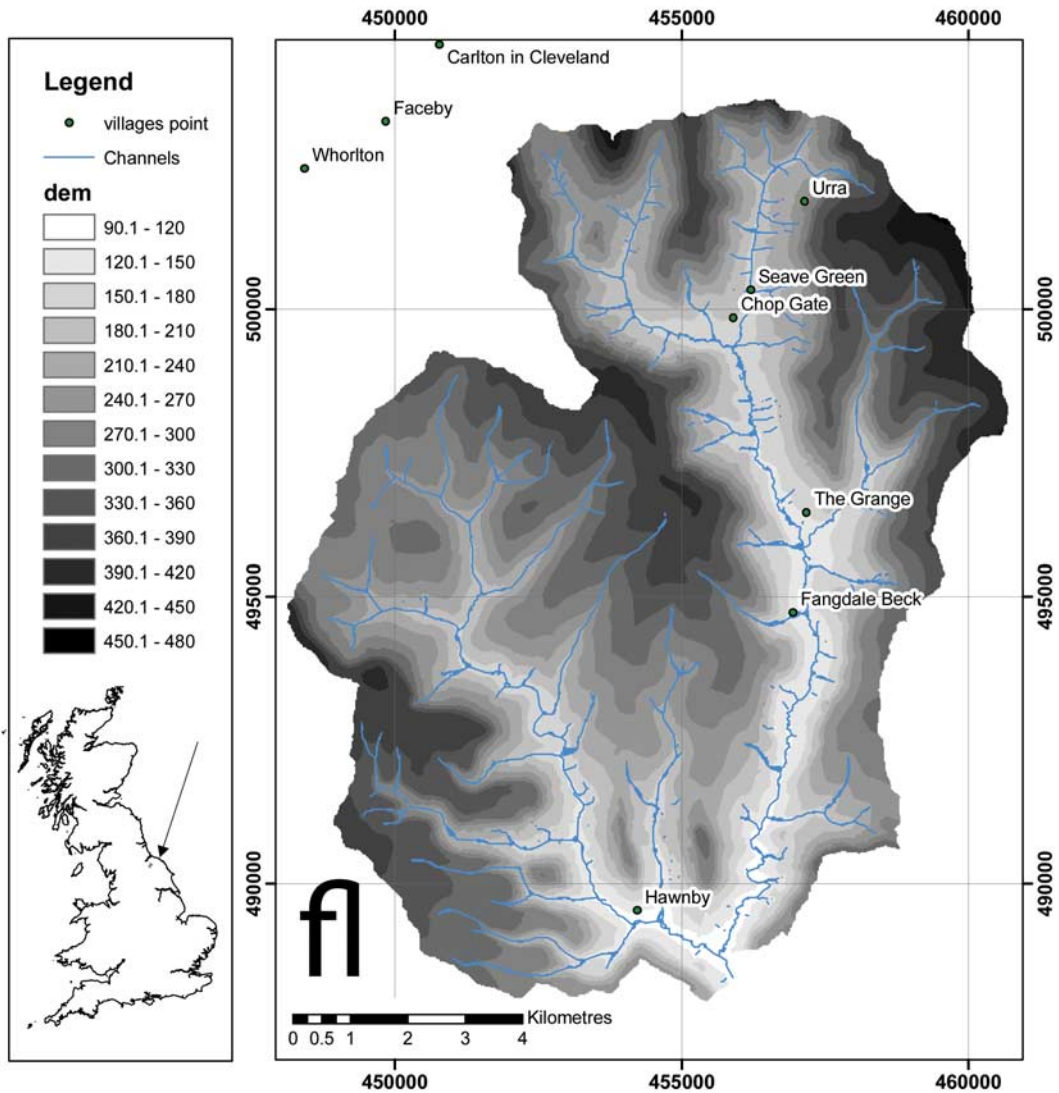 450000 455000 460000
Legend
villages point
Channels
dem
90.1 - 120
120.1 - 150
150.1 - 180
180.1 - 210
210.1 - 240
240.1 - 270
270.1 - 300
300.1 - 330
330.1 - 360
360.1 - 390
390.1 - 420
420.1 - 450
450.1 - 480
Carlton in Cleveland
Faceby
Whorlton
Urra
Seave Green
Chop Gate
500000 500000
The Grange
Fangdale Beck
495000 495000
490000 490000
Hawnby
fl
Kilometres
0 0.5 1 2 3 4
450000 455000 460000